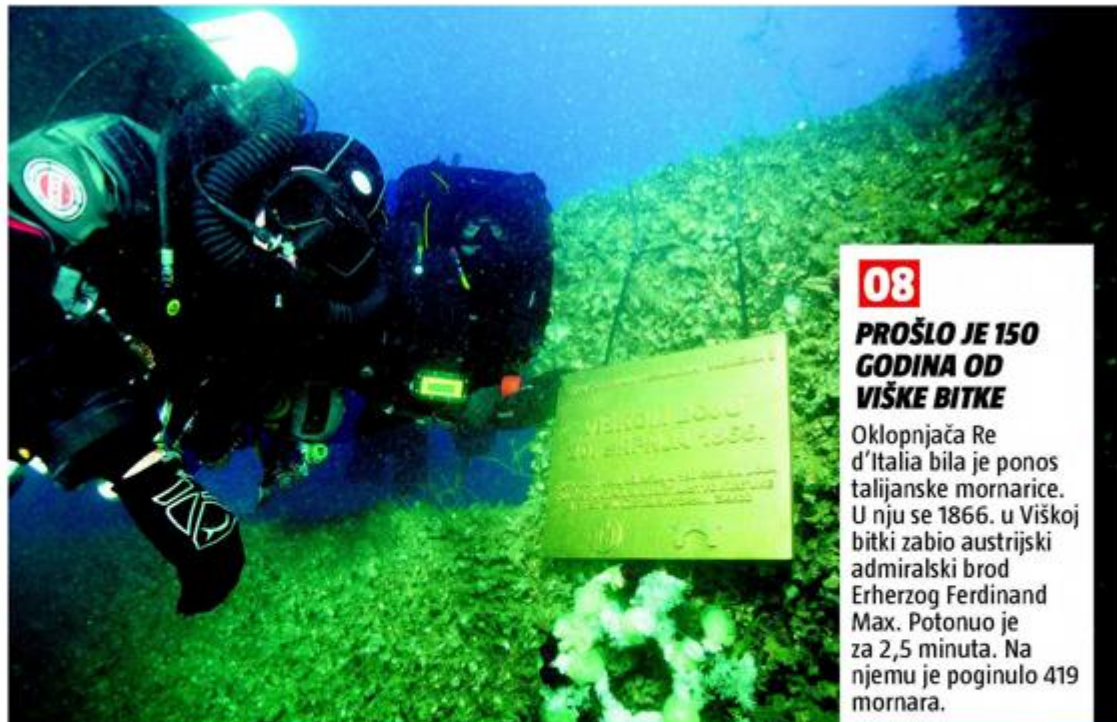 08
PROŠLO JE 150
GODINA OD
VIŠKE BITKE
Oklopnjača Re
d'Italia bila je ponos
talijanske mornarice.
U nju se 1866. u Viškoj
bitki zabio austrijski
admiralski brod
Erherzog Ferdinand
Max. Potonuo je
za 2,5 minuta. Na
njemu je poginulo 419
mornara.
1866.